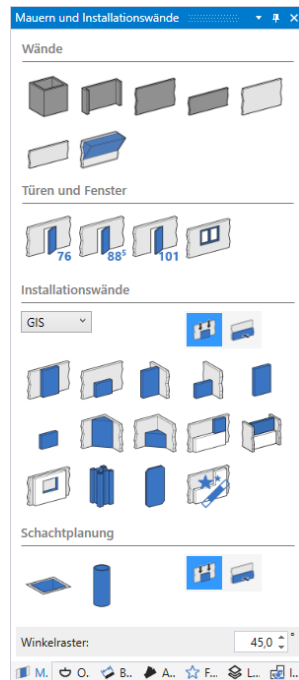 Mauern und Installationswände
Wände
Türen und Fenster
76 88⁵ 101
Installationswände
GIS
Schachtplanung
Winkelraster: 45,0 °
M. O. B.. A.. F... L... I..